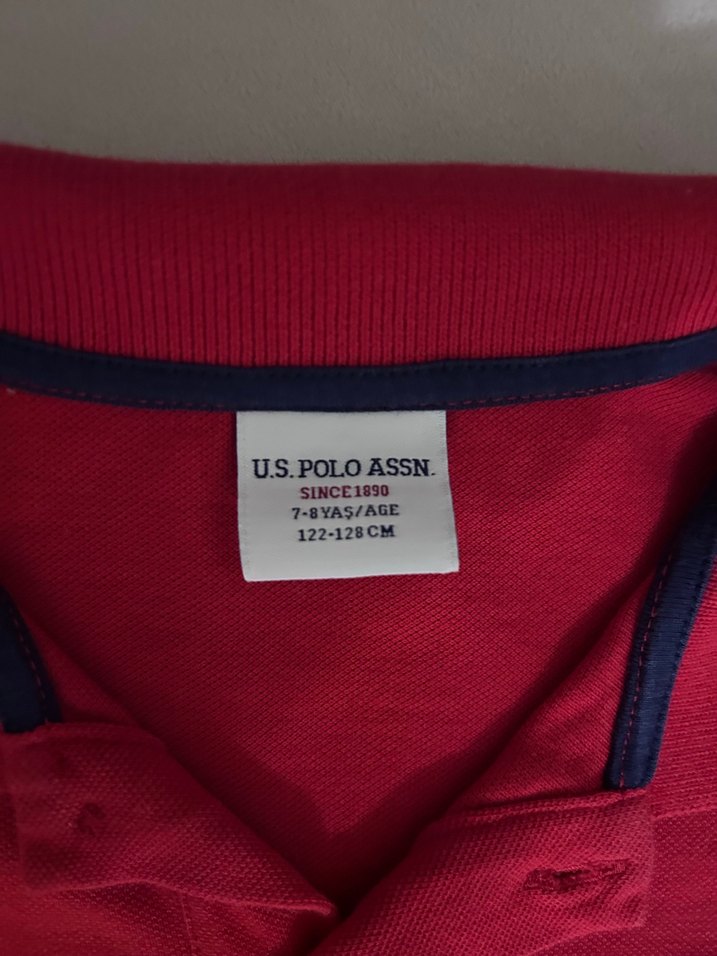 U.S. POLO ASSN.
SINCE 1890
7-8 YAŞ/AGE
122-128 CM